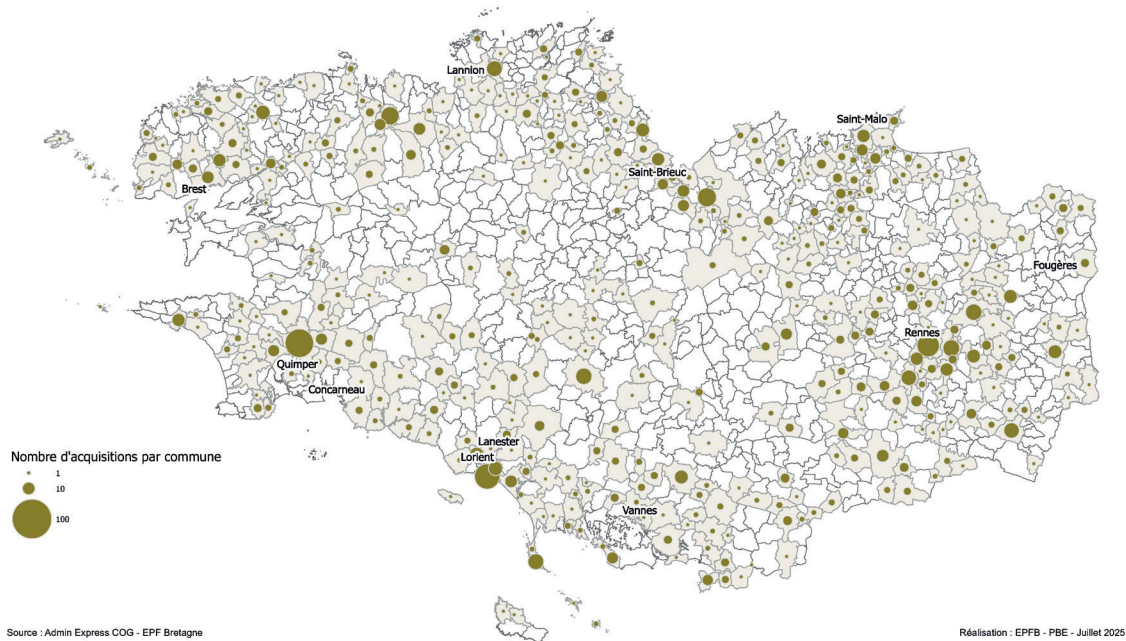 Lannion
Saint-Malo
Saint-Brieuc
Brest
Fougères
Rennes
Quimper
Concarneau
Lanester
Lorient
Vannes
Nombre d'acquisitions par commune
1
10
100
Source : Admin Express COG - EPF Bretagne
Réalisation : EPFB - PBE - Juillet 2025